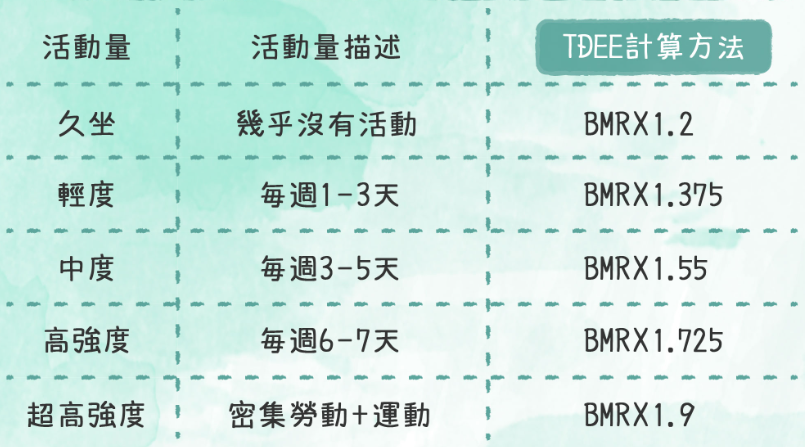 活動量 活動量描述 TDEE計算方法
久坐 幾乎沒有活動 BMRX1.2
輕度 每週1-3天 BMRX1.375
中度 每週3-5天 BMRX1.55
高強度 每週6-7天 BMRX1.725
超高強度 密集勞動+運動 BMRX1.9